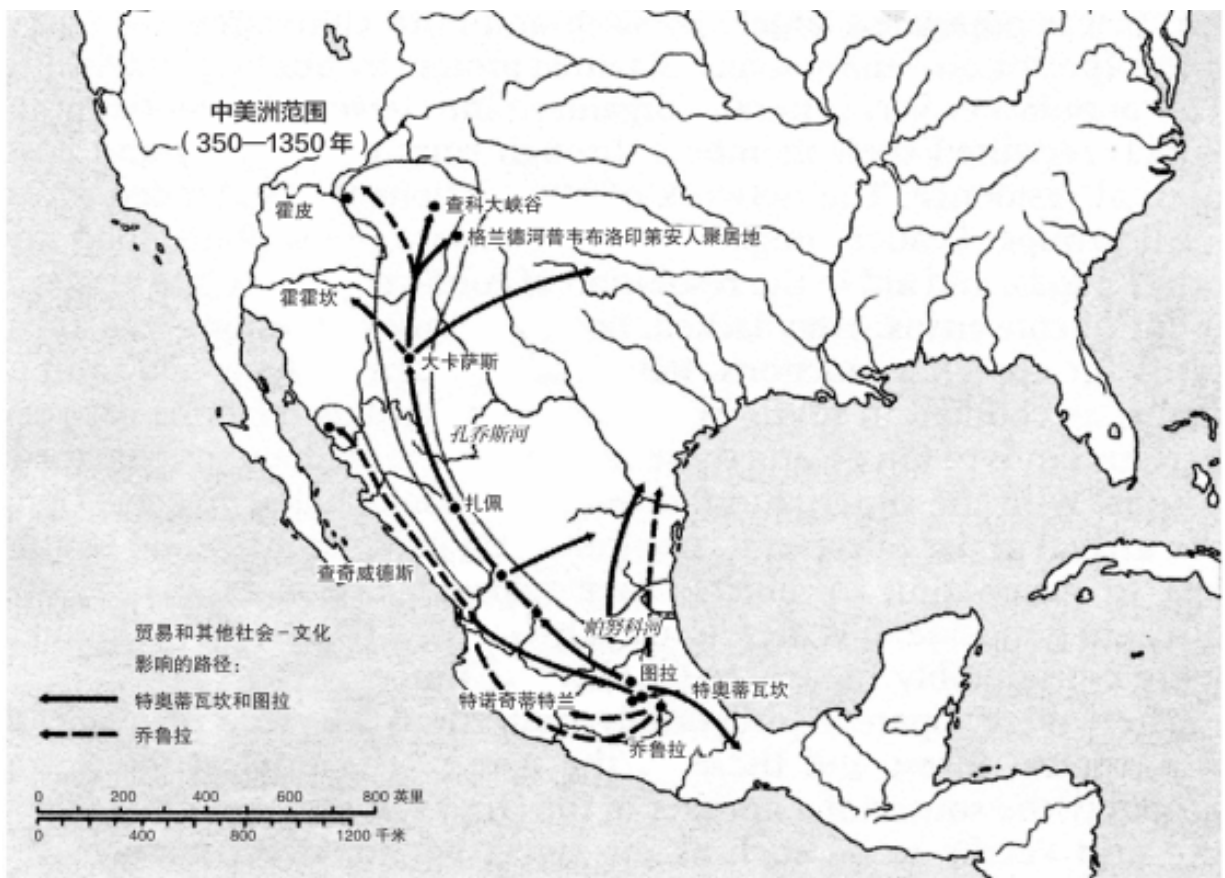 中美洲范围
(350—1350年)
霍皮
查科大峡谷
格兰德河普韦布洛印第安人聚居地
霍霍坎
大卡萨斯
孔乔斯河
扎佩
查奇威德斯
帕努科河
贸易和其他社会-文化
影响的路径:
特奥蒂瓦坎和图拉
乔鲁拉
图拉
特诺奇蒂特兰
特奥蒂瓦坎
乔鲁拉
0 200 400 600 800 英里
0 400 800 1200 千米